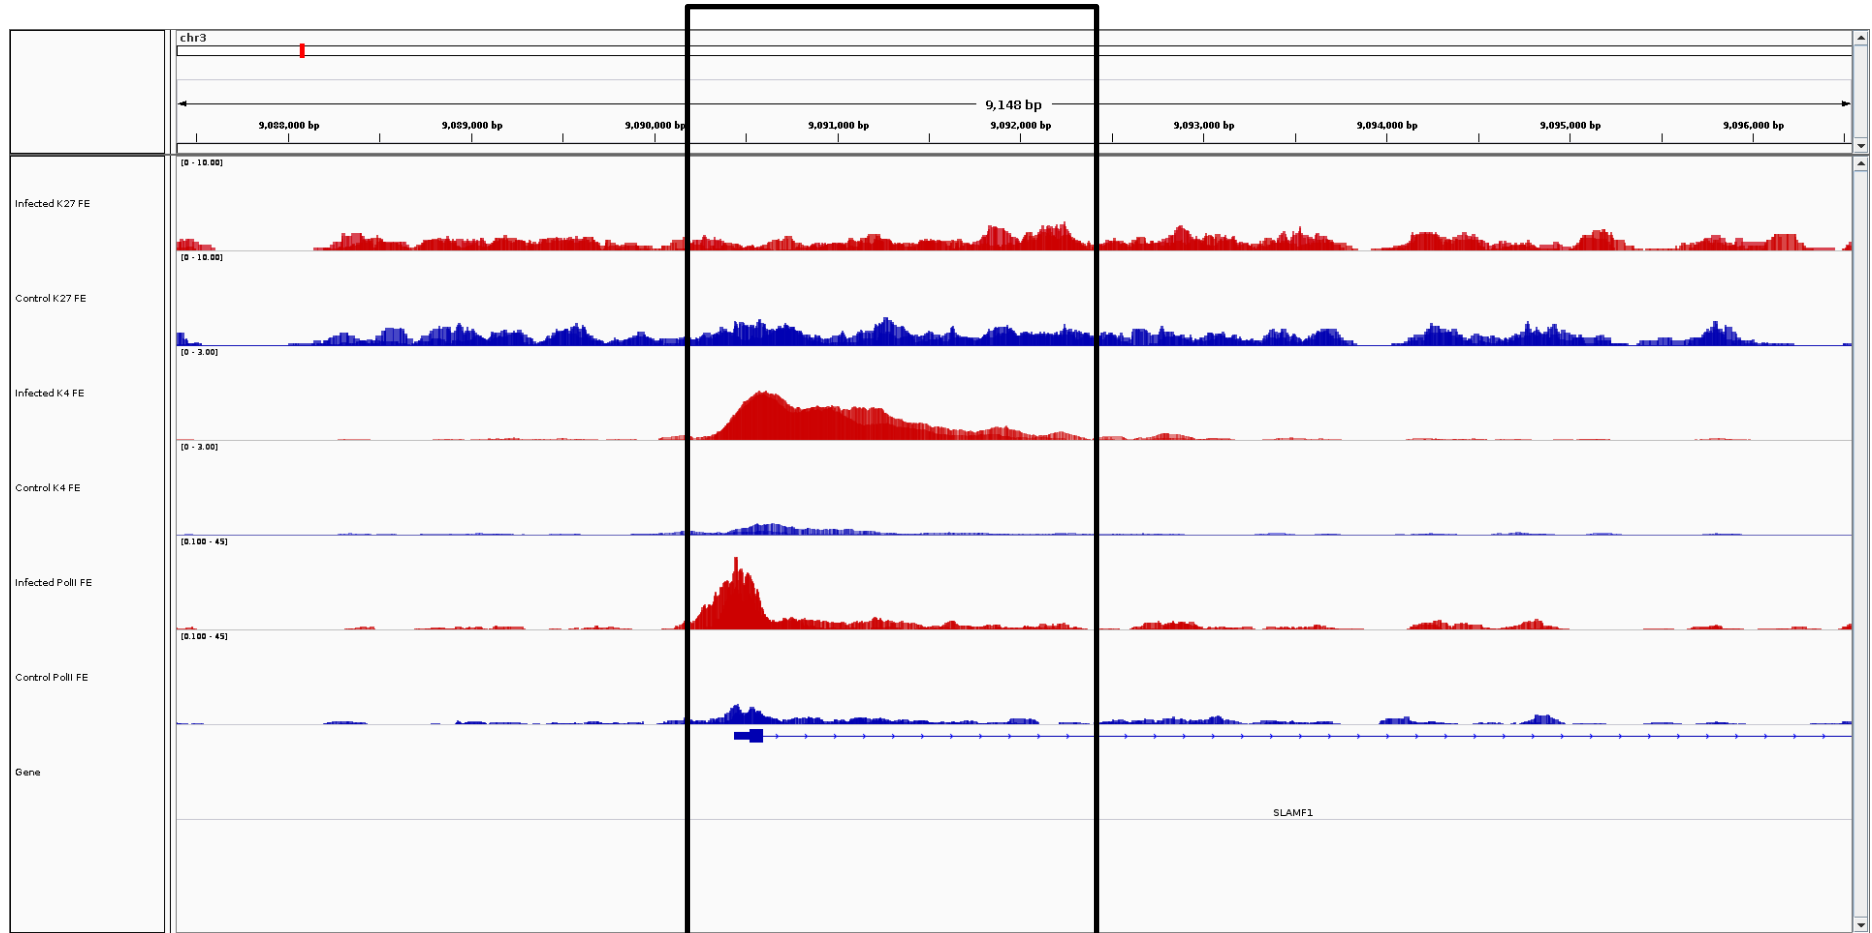 chr3
9,148 bp
9,088,000 bp 9,089,000 bp 9,090,000 bp 9,091,000 bp 9,092,000 bp 9,093,000 bp 9,094,000 bp 9,095,000 bp 9,096,000 bp
[0 - 10.00]
Infected K27 FE
[0 - 10.00]
Control K27 FE
[0 - 3.00]
Infected K4 FE
[0 - 3.00]
Control K4 FE
[0.100 - 45]
Infected PolII FE
[0.100 - 45]
Control PolII FE
Gene
SLAMF1